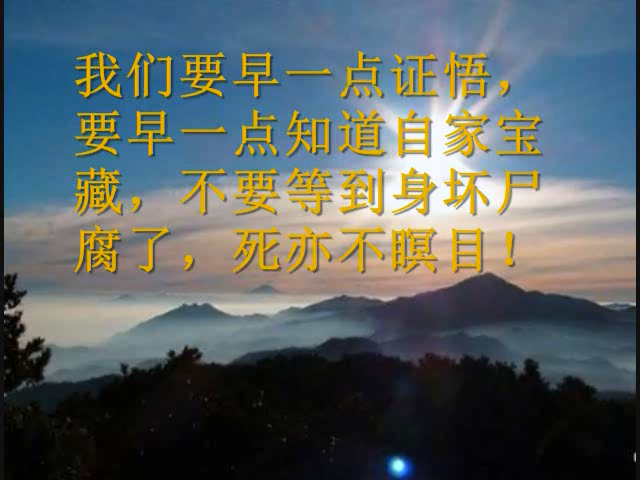 我们要早一点证悟，
要早一点知道自家宝
藏，不要等到身坏尸
腐了，死亦不瞑目！